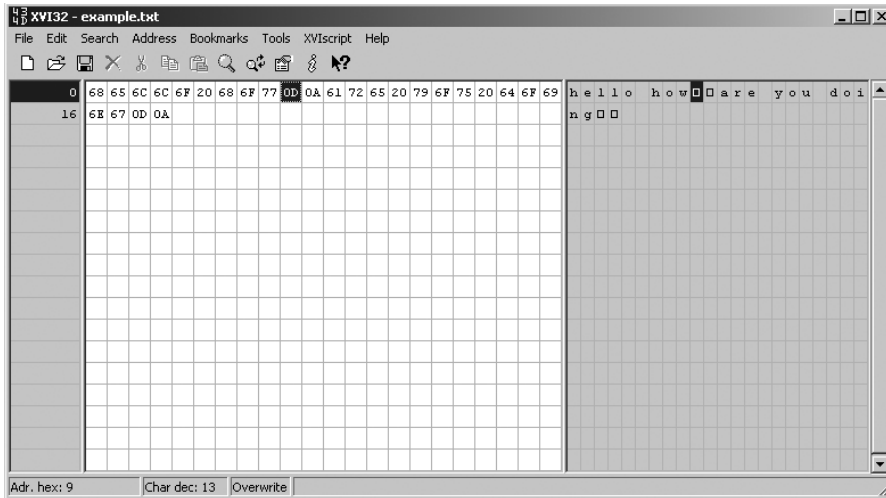 XVI32 - example.txt
File Edit Search Address Bookmarks Tools XVIscript Help
0 68 65 6C 6C 6F 20 68 6F 77 0D 0A 61 72 65 20 79 6F 75 20 64 6F 69 hello how□□are you doi
16 6E 67 0D 0A ng□□
Adr. hex: 9 Char dec: 13 Overwrite